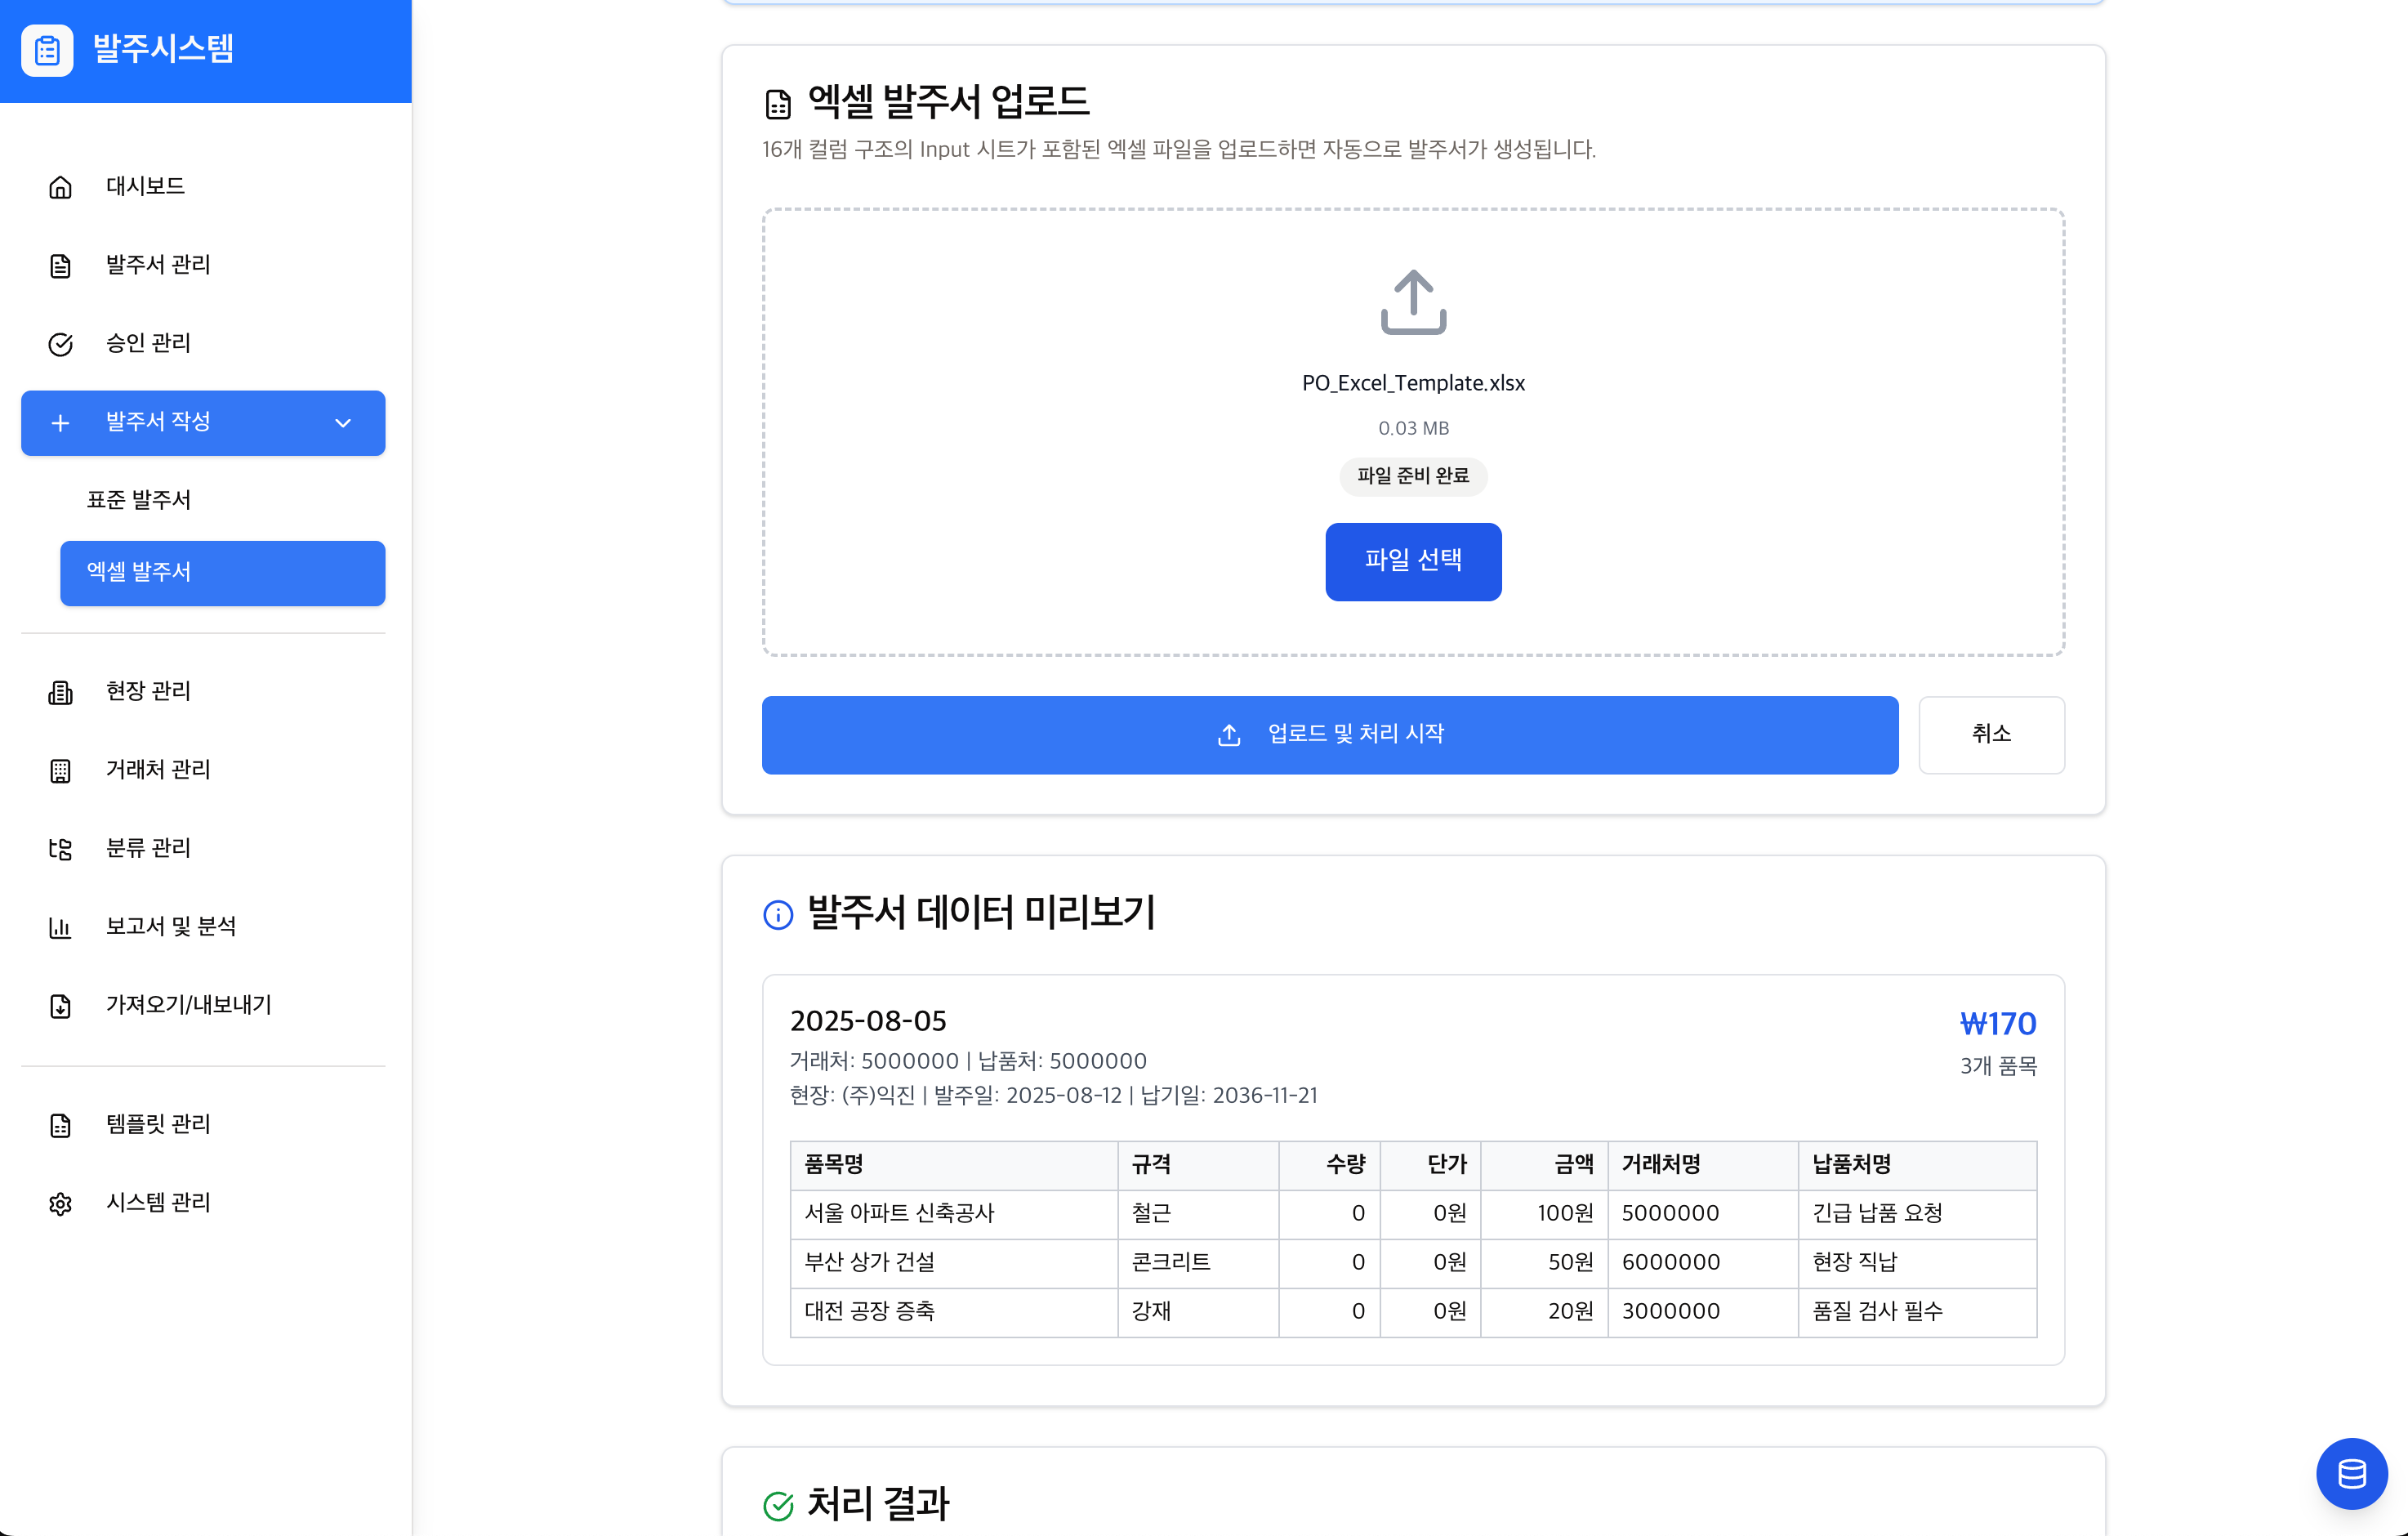 발주시스템
대시보드
발주서 관리
승인 관리
발주서 작성
표준 발주서
엑셀 발주서
현장 관리
거래처 관리
분류 관리
보고서 및 분석
가져오기/내보내기
템플릿 관리
시스템 관리
엑셀 발주서 업로드
16개 컬럼 구조의 Input 시트가 포함된 엑셀 파일을 업로드하면 자동으로 발주서가 생성됩니다.
PO_Excel_Template.xlsx
0.03 MB
파일 준비 완료
파일 선택
업로드 및 처리 시작
취소
발주서 데이터 미리보기
2025-08-05
₩170
거래처: 5000000 | 납품처: 5000000
3개 품목
현장: (주)익진 | 발주일: 2025-08-12 | 납기일: 2036-11-21
품목명 규격 수량 단가 금액 거래처명 납품처명
서울 아파트 신축공사 철근 0 0원 100원 5000000 긴급 납품 요청
부산 상가 건설 콘크리트 0 0원 50원 6000000 현장 직납
대전 공장 증축 강재 0 0원 20원 3000000 품질 검사 필수
처리 결과